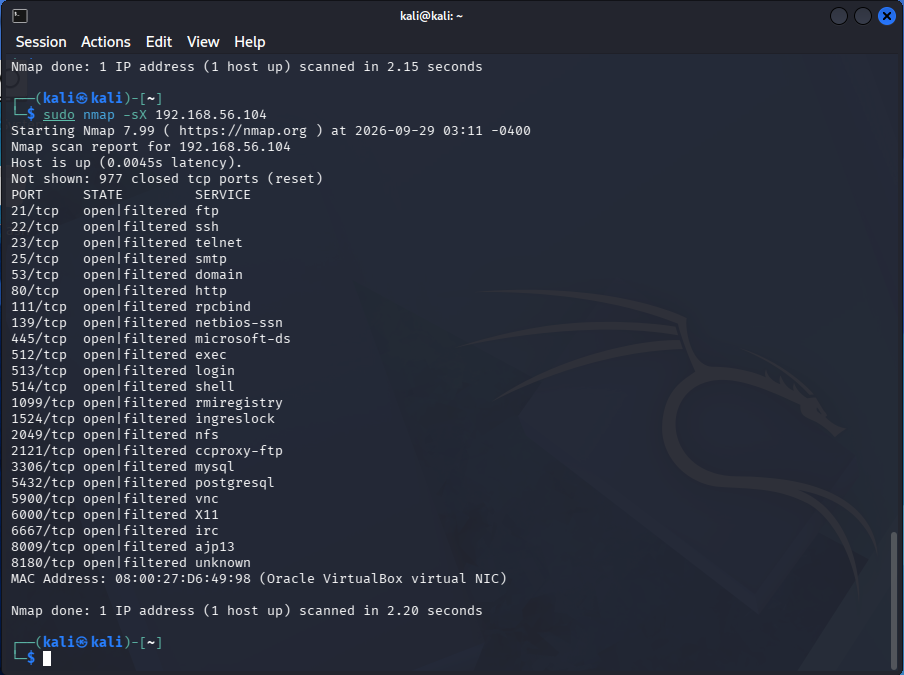 kali@kali: ~
Session Actions Edit View Help
Nmap done: 1 IP address (1 host up) scanned in 2.15 seconds
┌──(kali㉿kali)-[~]
└─$ sudo nmap -sX 192.168.56.104
Starting Nmap 7.99 ( https://nmap.org ) at 2026-09-29 03:11 -0400
Nmap scan report for 192.168.56.104
Host is up (0.0045s latency).
Not shown: 977 closed tcp ports (reset)
PORT     STATE         SERVICE
21/tcp   open|filtered ftp
22/tcp   open|filtered ssh
23/tcp   open|filtered telnet
25/tcp   open|filtered smtp
53/tcp   open|filtered domain
80/tcp   open|filtered http
111/tcp  open|filtered rpcbind
139/tcp  open|filtered netbios-ssn
445/tcp  open|filtered microsoft-ds
512/tcp  open|filtered exec
513/tcp  open|filtered login
514/tcp  open|filtered shell
1099/tcp open|filtered rmiregistry
1524/tcp open|filtered ingreslock
2049/tcp open|filtered nfs
2121/tcp open|filtered ccproxy-ftp
3306/tcp open|filtered mysql
5432/tcp open|filtered postgresql
5900/tcp open|filtered vnc
6000/tcp open|filtered X11
6667/tcp open|filtered irc
8009/tcp open|filtered ajp13
8180/tcp open|filtered unknown
MAC Address: 08:00:27:D6:49:98 (Oracle VirtualBox virtual NIC)
Nmap done: 1 IP address (1 host up) scanned in 2.20 seconds
┌──(kali㉿kali)-[~]
└─$